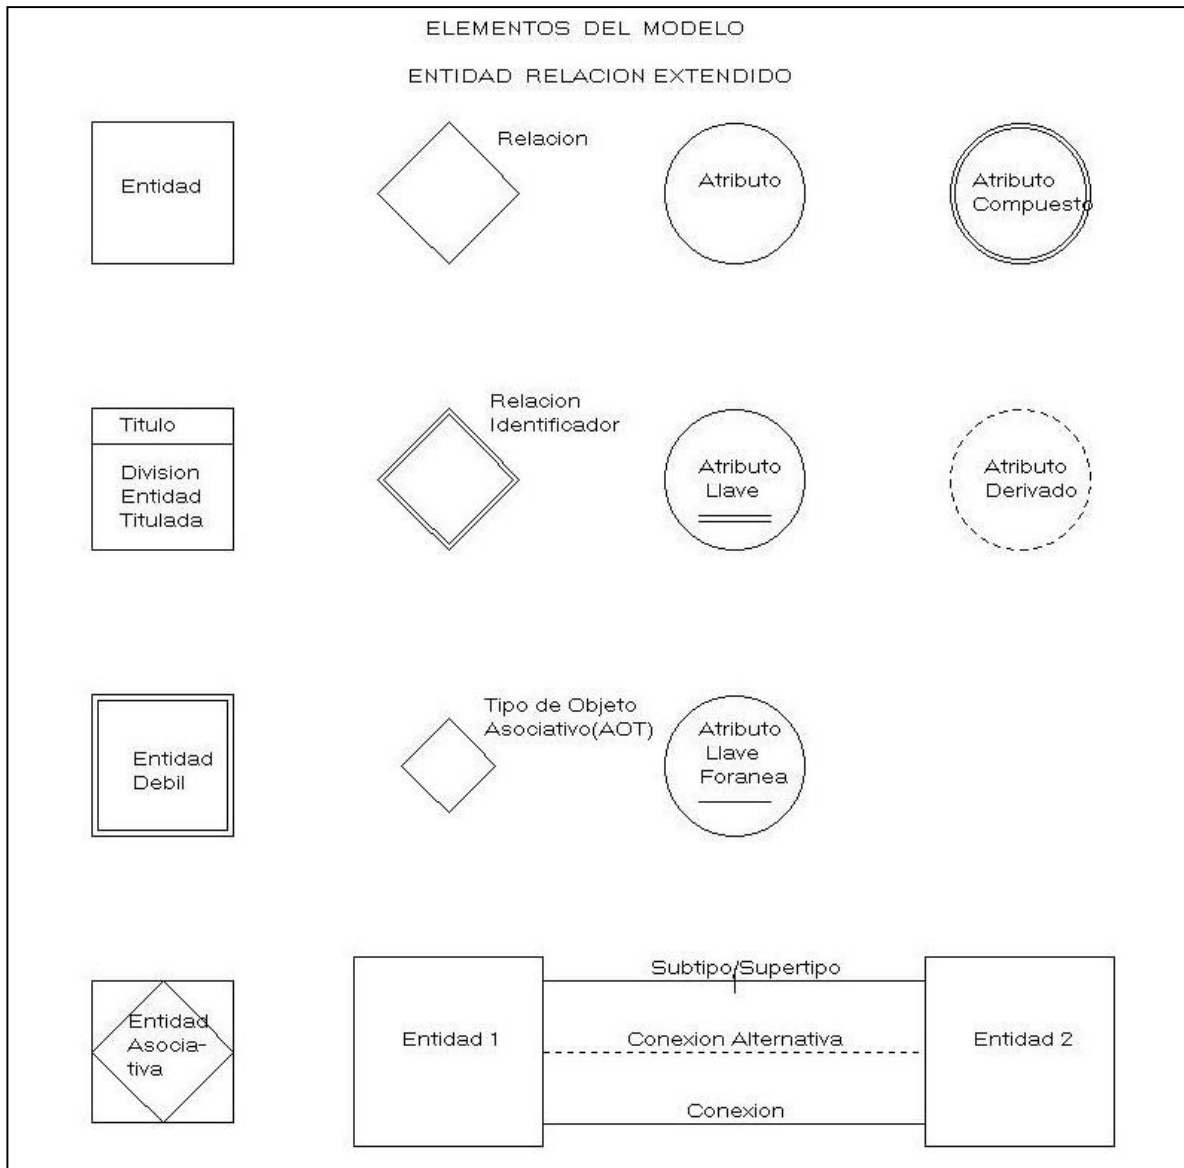 ELEMENTOS DEL MODELO
ENTIDAD RELACION EXTENDIDO
Entidad
Relacion
Atributo
Atributo
Compuesto
Titulo
Division
Entidad
Titulada
Relacion
Identificador
Atributo
Llave
Atributo
Derivado
Entidad
Debil
Tipo de Objeto
Asociativo(AOT)
Atributo
Llave
Foranea
Entidad
Asocia-
tiva
Entidad 1
Subtipo/Supertipo
Conexion Alternativa
Conexion
Entidad 2